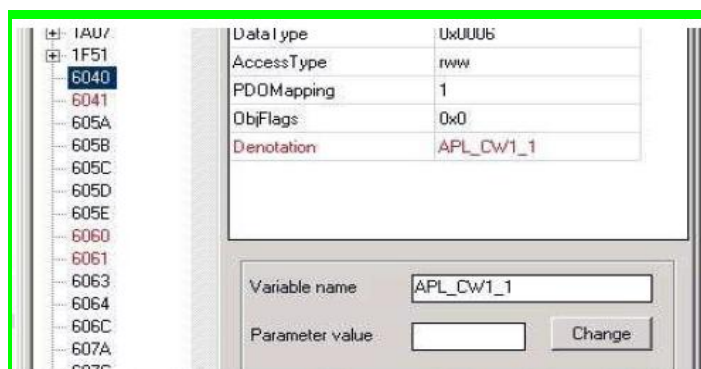 1A07
1F51
6040
6041
605A
605B
605C
605D
605E
6060
6061
6063
6064
606C
607A
DataType 0x0006
AccessType rww
PDOMapping 1
ObjFlags 0x0
Denotation APL_CW1_1
Variable name APL_CW1_1
Parameter value Change